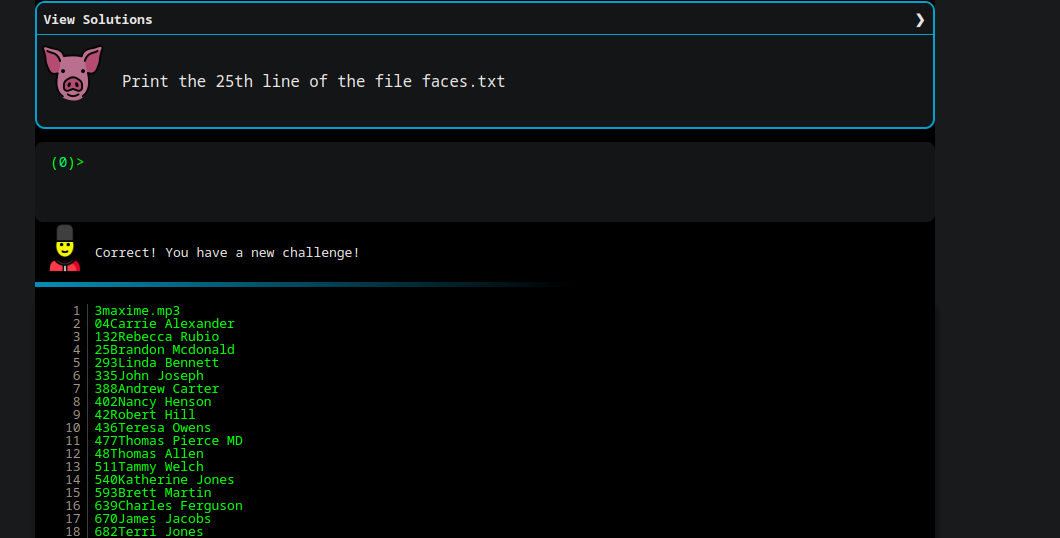 View Solutions ❯
Print the 25th line of the file faces.txt
(0)>
Correct! You have a new challenge!
1 3maxime.mp3
2 04Carrie Alexander
3 132Rebecca Rubio
4 25Brandon Mcdonald
5 293Linda Bennett
6 335John Joseph
7 388Andrew Carter
8 402Nancy Henson
9 42Robert Hill
10 436Teresa Owens
11 477Thomas Pierce MD
12 48Thomas Allen
13 511Tammy Welch
14 540Katherine Jones
15 593Brett Martin
16 639Charles Ferguson
17 670James Jacobs
18 682Terri Jones